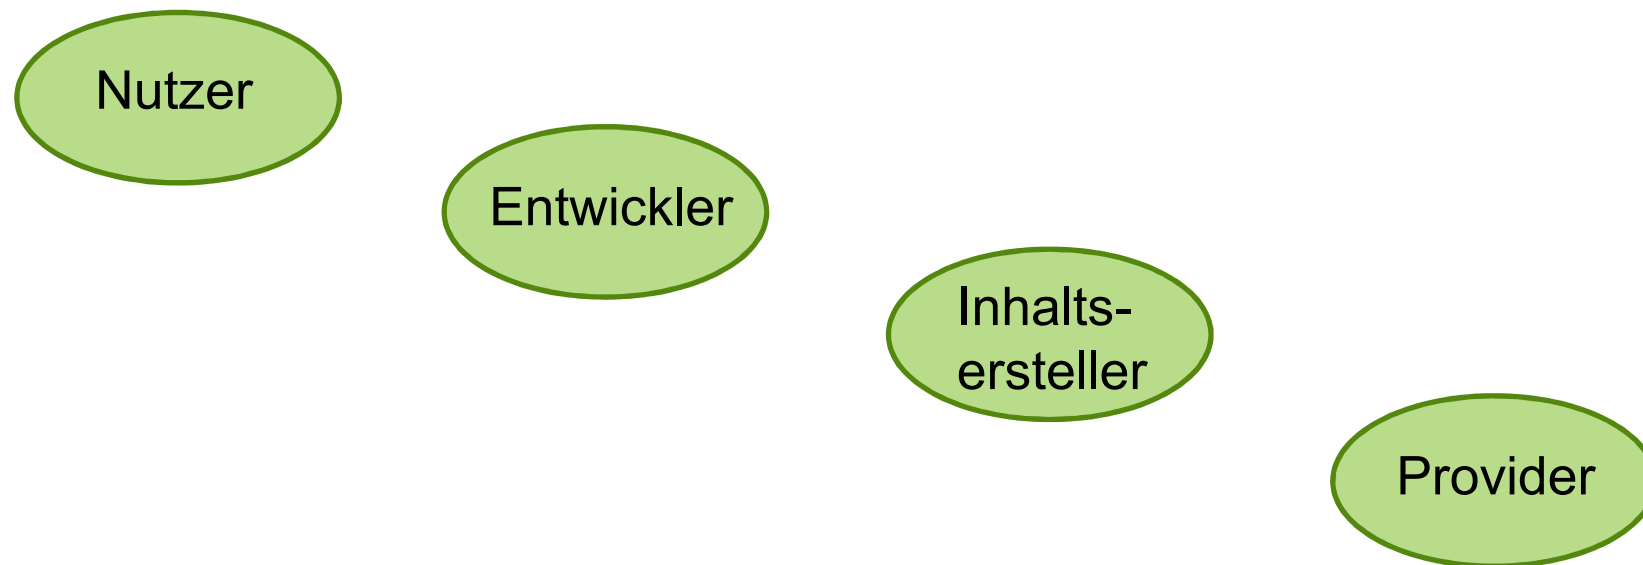 Nutzer
Entwickler
Inhalts-
ersteller
Provider